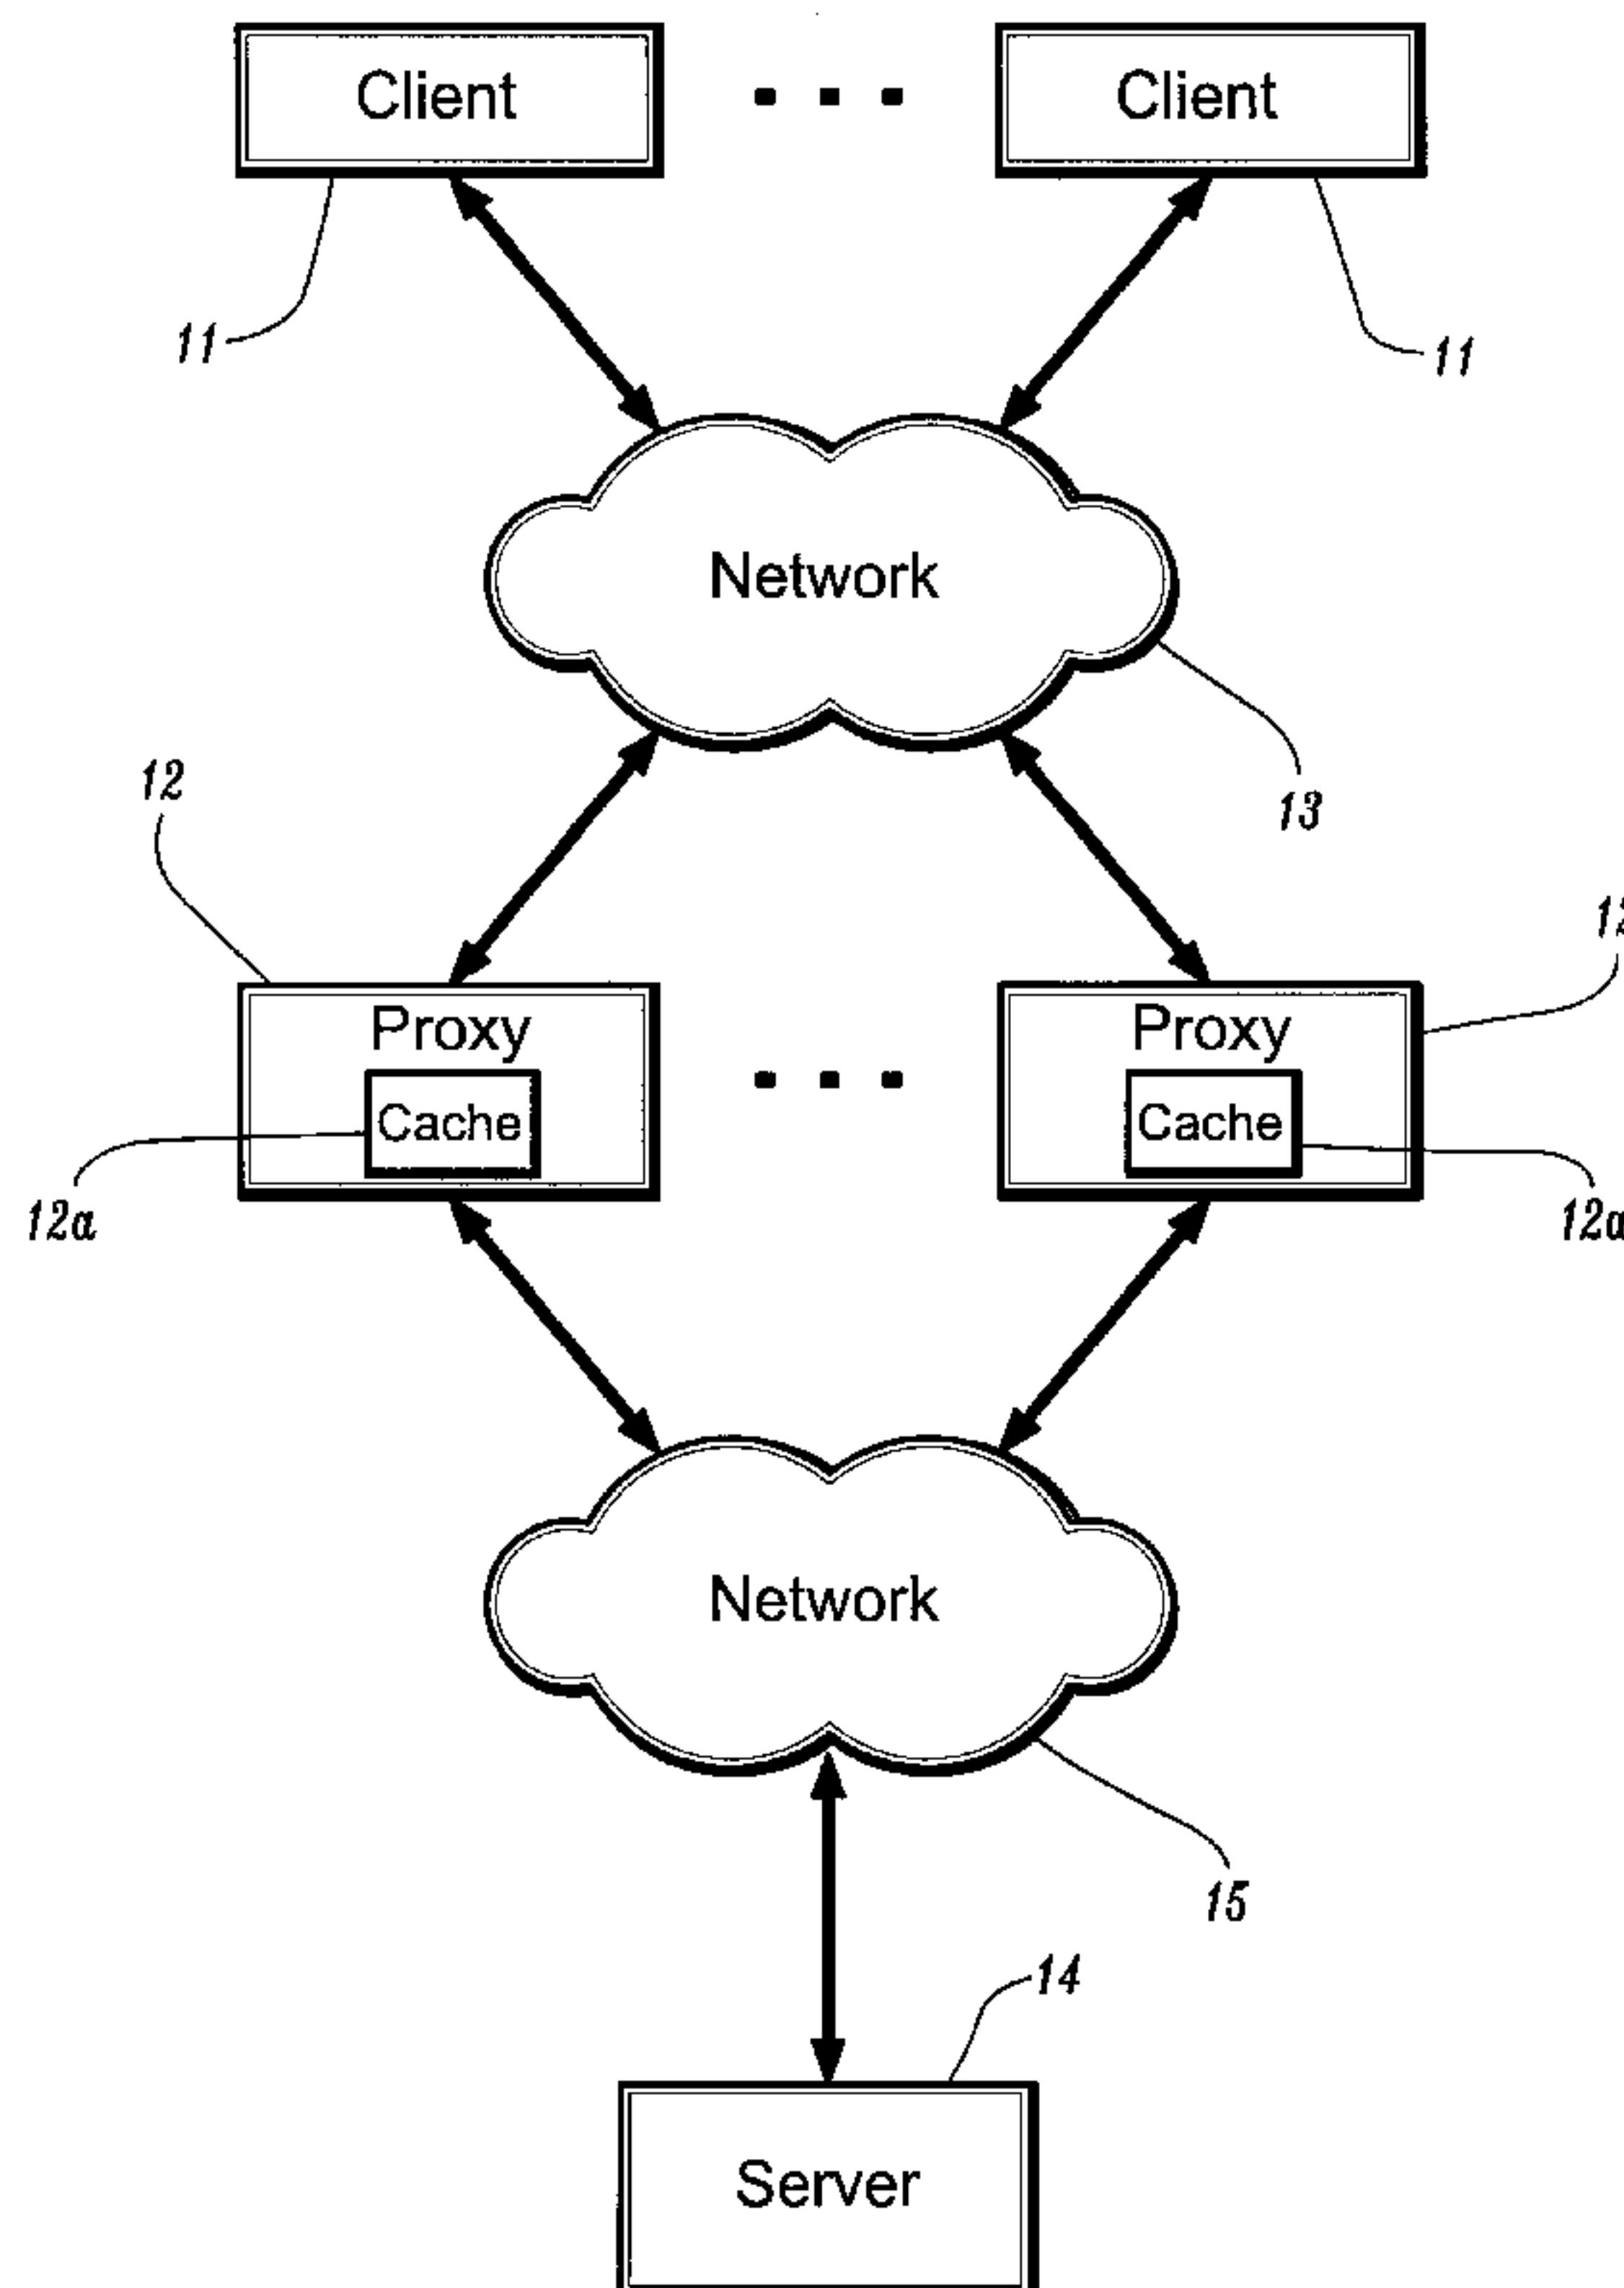 Client Client
11 11
Network
12 13
Proxy Proxy
Cache Cache
12a
Network
15
14
Server